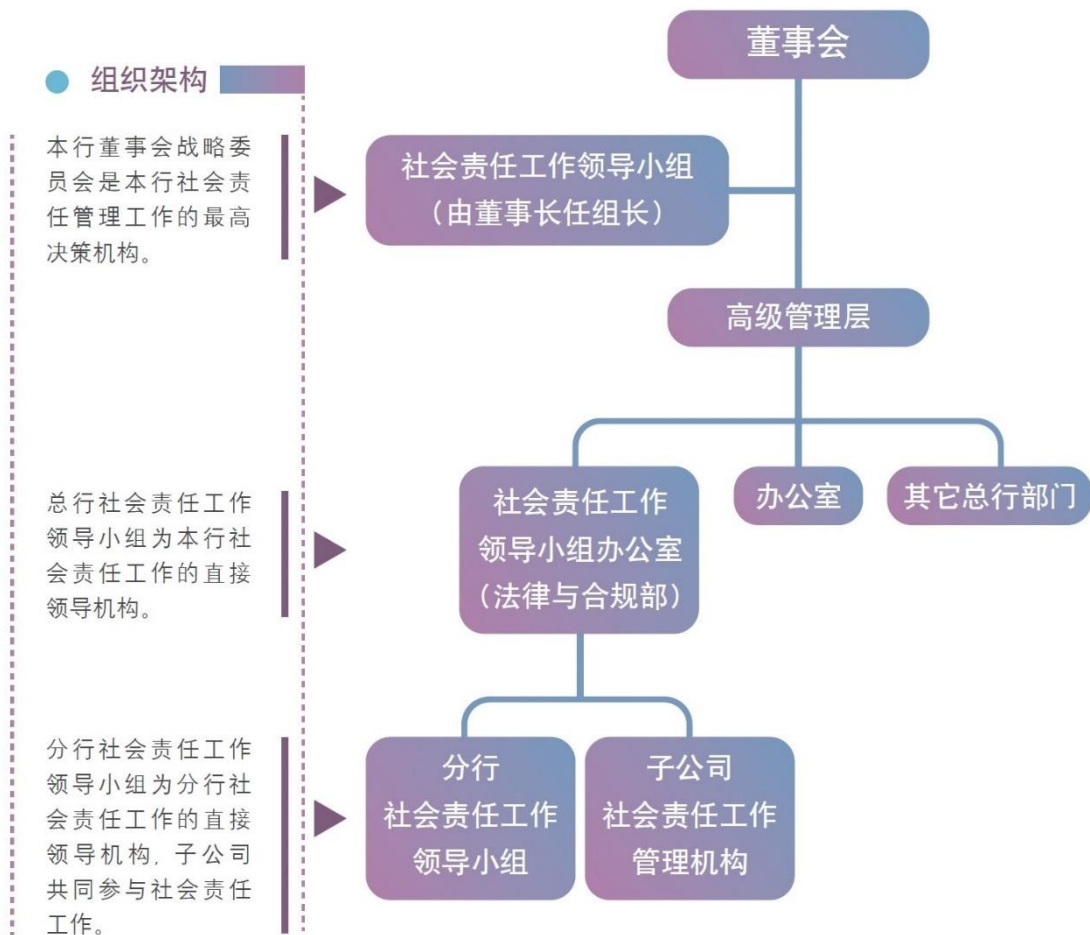 董事会
组织架构
本行董事会战略委
员会是本行社会责
任管理工作的最高
决策机构。
社会责任工作领导小组
（由董事长任组长）
高级管理层
总行社会责任工作
领导小组为本行社
会责任工作的直接
领导机构。
社会责任工作
领导小组办公室
（法律与合规部）
办公室
其它总行部门
分行社会责任工作
领导小组为分行社
会责任工作的直接
领导机构，子公司
共同参与社会责任
工作。
分行
社会责任工作
领导小组
子公司
社会责任工作
管理机构